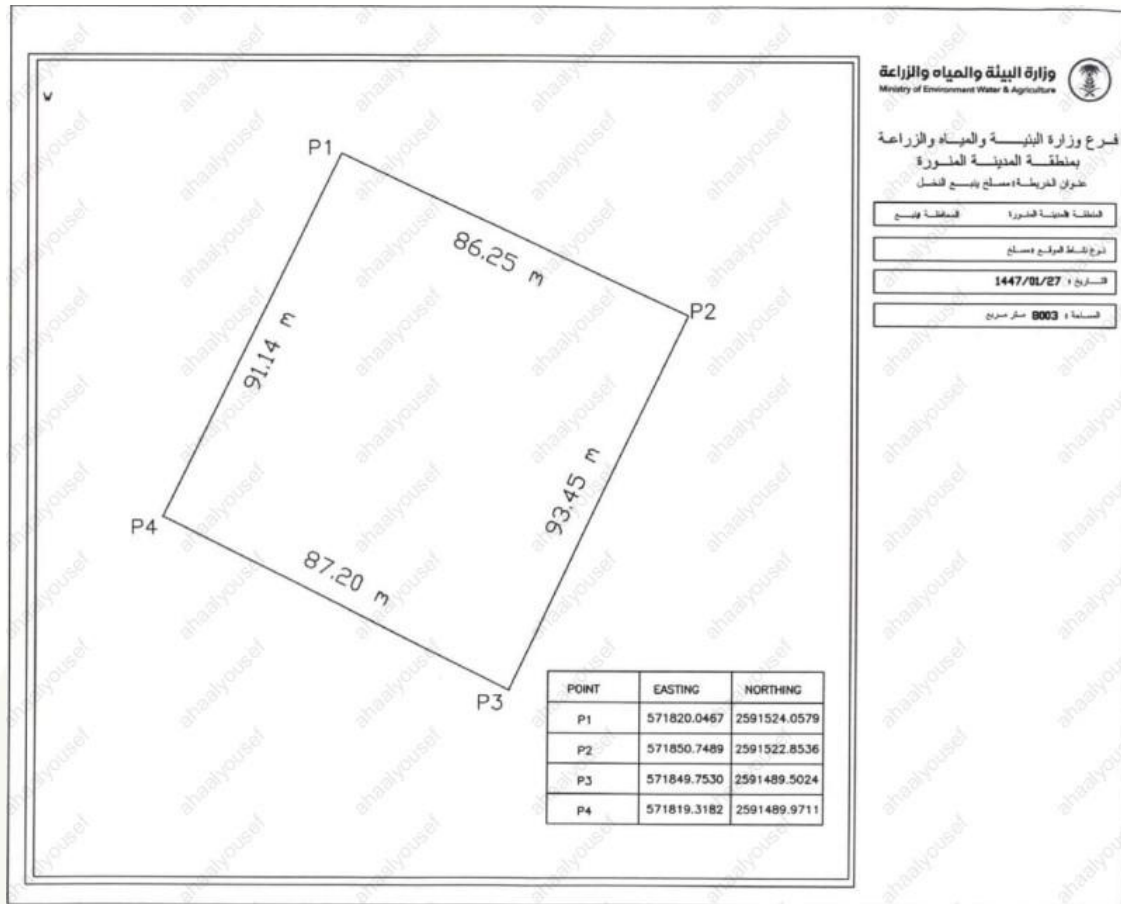 وزارة البيئة والمياه والزراعة
Ministry of Environment Water & Agriculture
فرع وزارة البنية والمياه والزراعة
بمنطقة المدينة المنورة
عنوان الخريطة: مسلخ ينبع النخل
المنطقة المدينة المنورة المحافظة ينبع
نوع نشاط الموقع: مسلخ
التاريخ: 1447/01/27
المساحة: 8003 متر مربع
P1
86.25 m
P2
91.14 m
93.45 m
P4
87.20 m
P3
POINT EASTING NORTHING
P1 571820.0467 2591524.0579
P2 571850.7489 2591522.8536
P3 571849.7530 2591489.5024
P4 571819.3182 2591489.9711
ahaalyousef